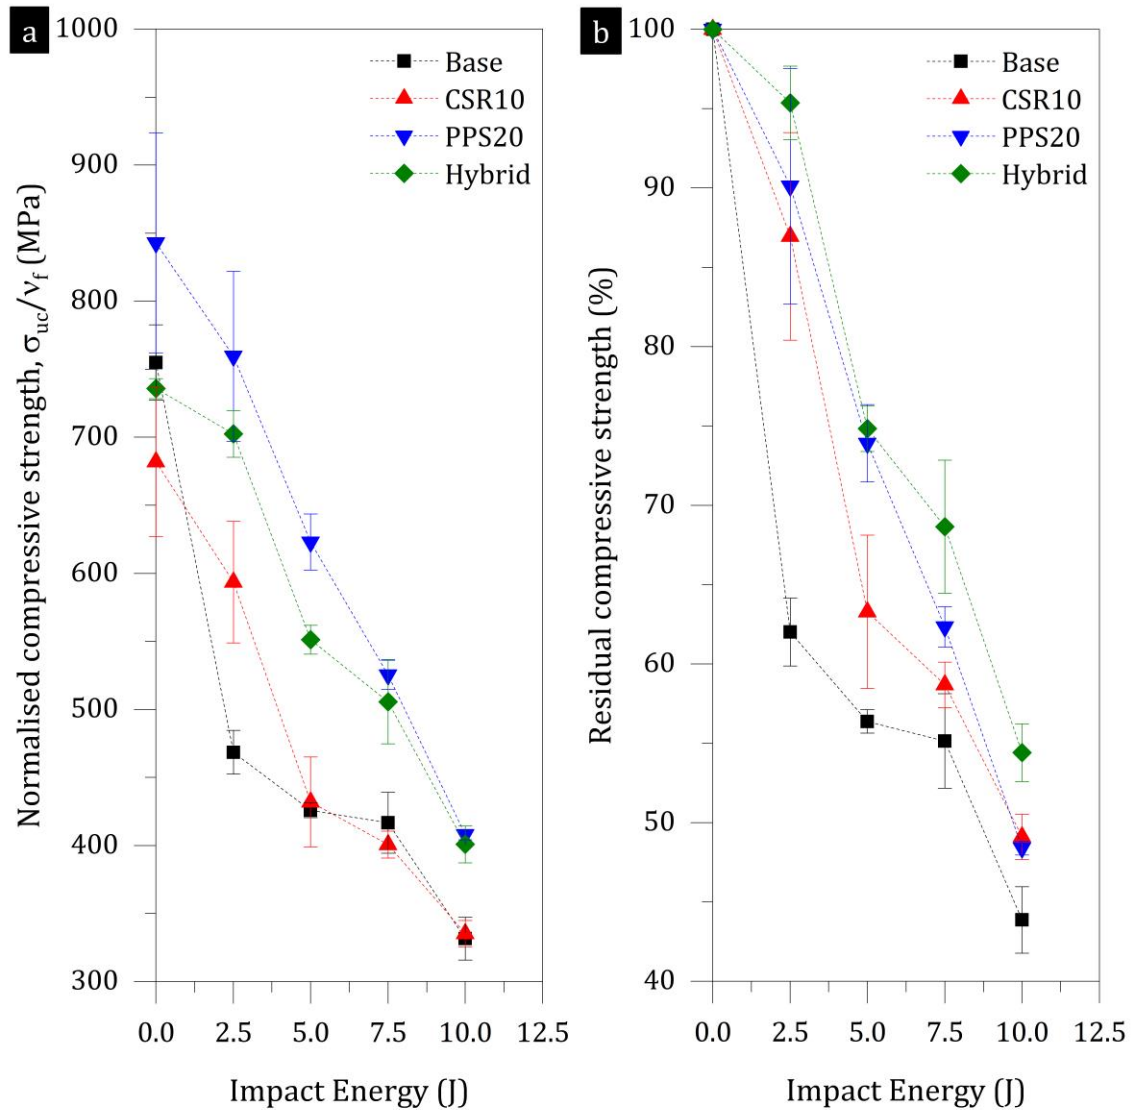 a
Normalised compressive strength, σuc/νf (MPa)
1000
900
800
700
600
500
400
300
Base
CSR10
PPS20
Hybrid
0.0 2.5 5.0 7.5 10.0 12.5
Impact Energy (J)
b
Residual compressive strength (%)
100
90
80
70
60
50
40
Base
CSR10
PPS20
Hybrid
0.0 2.5 5.0 7.5 10.0 12.5
Impact Energy (J)